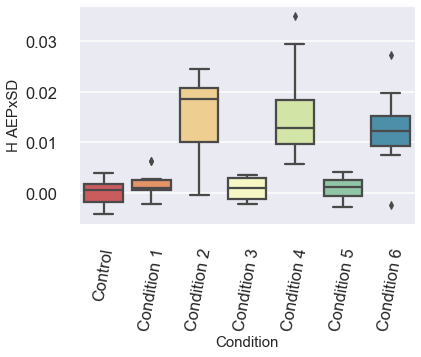 H AEPxSD
0.03
0.02
0.01
0.00
Control
Condition 1
Condition 2
Condition 3
Condition 4
Condition 5
Condition 6
Condition